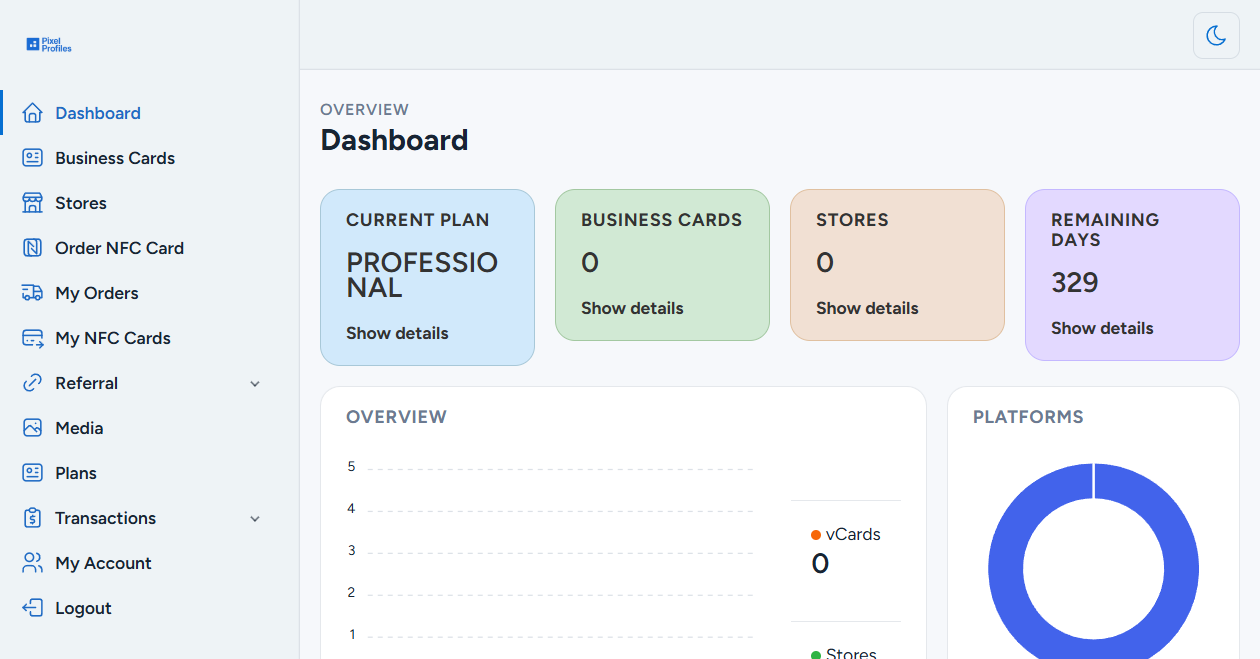 Pixel
Profiles
Dashboard
Business Cards
Stores
Order NFC Card
My Orders
My NFC Cards
Referral
Media
Plans
Transactions
My Account
Logout
OVERVIEW
Dashboard
CURRENT PLAN
PROFESSIO
NAL
Show details
BUSINESS CARDS
0
Show details
STORES
0
Show details
REMAINING
DAYS
329
Show details
OVERVIEW
5
4
3
2
1
vCards
0
Stores
PLATFORMS